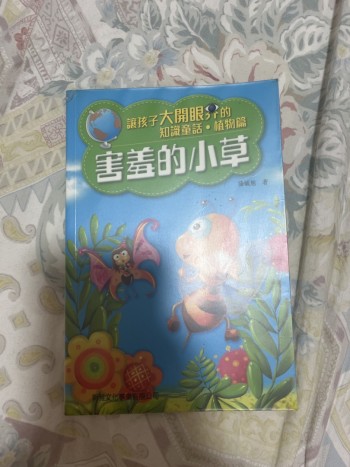 讓孩子大開眼界的
知識童話·植物篇
害羞的小草
著